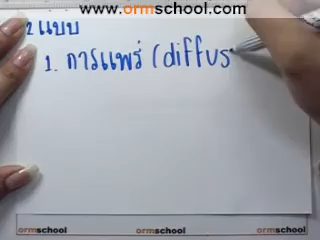 www.ormschool.com
2 แบบ
1. การแพร่ (diffus
ormschool ormschool ormschool